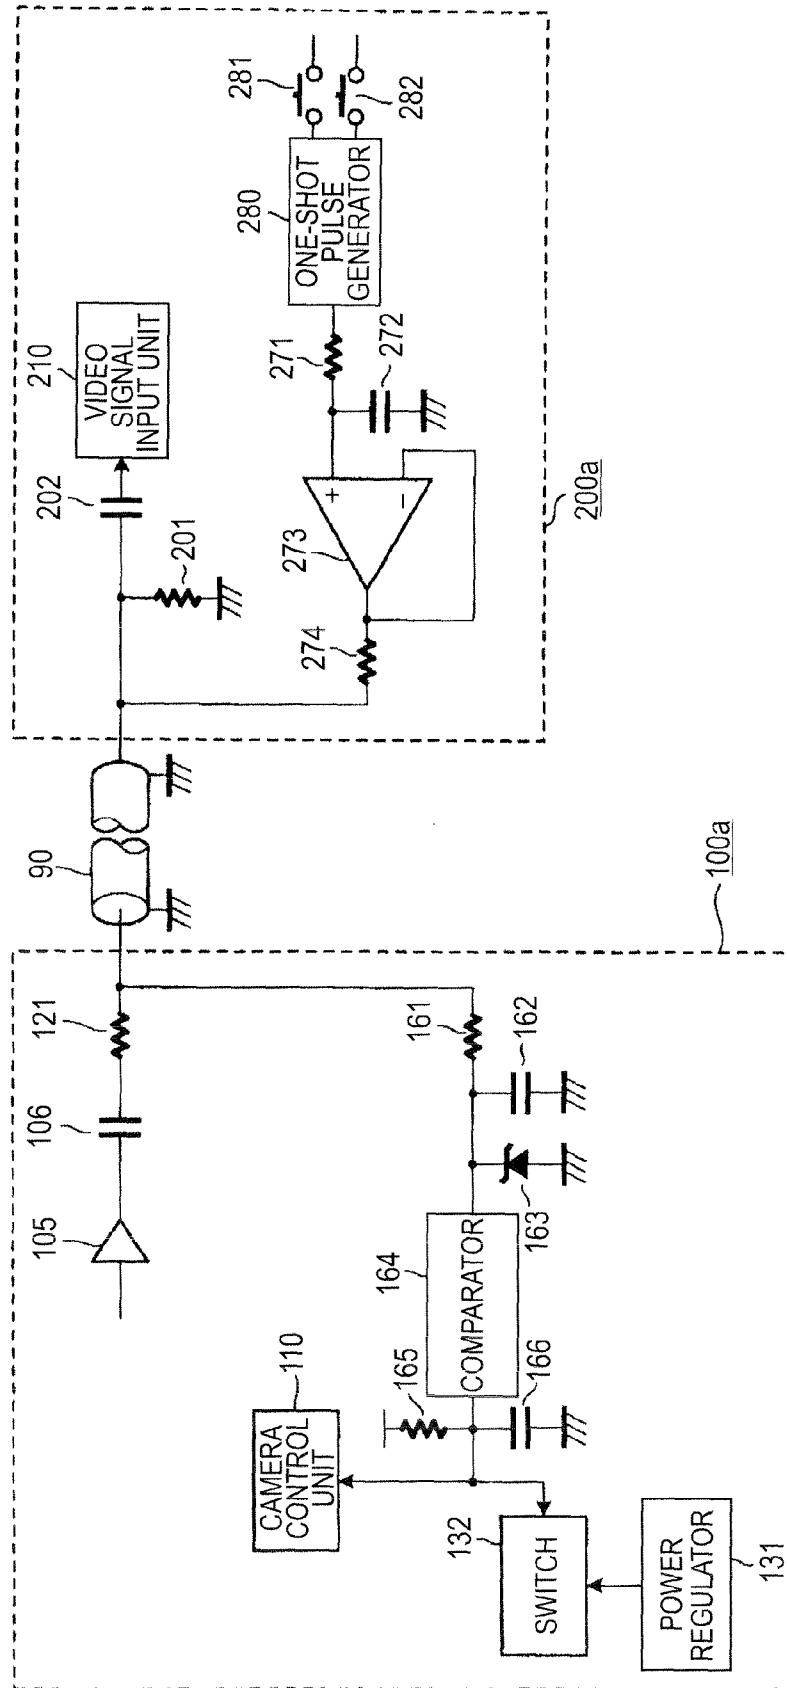 105
106
121
90
202
210
VIDEO
SIGNAL
INPUT UNIT
201
274
273
271
272
280
ONE-SHOT
PULSE
GENERATOR
281
282
200a
100a
110
CAMERA
CONTROL
UNIT
165
166
164
COMPARATOR
163
161
162
132
SWITCH
POWER
REGULATOR
131
+
−